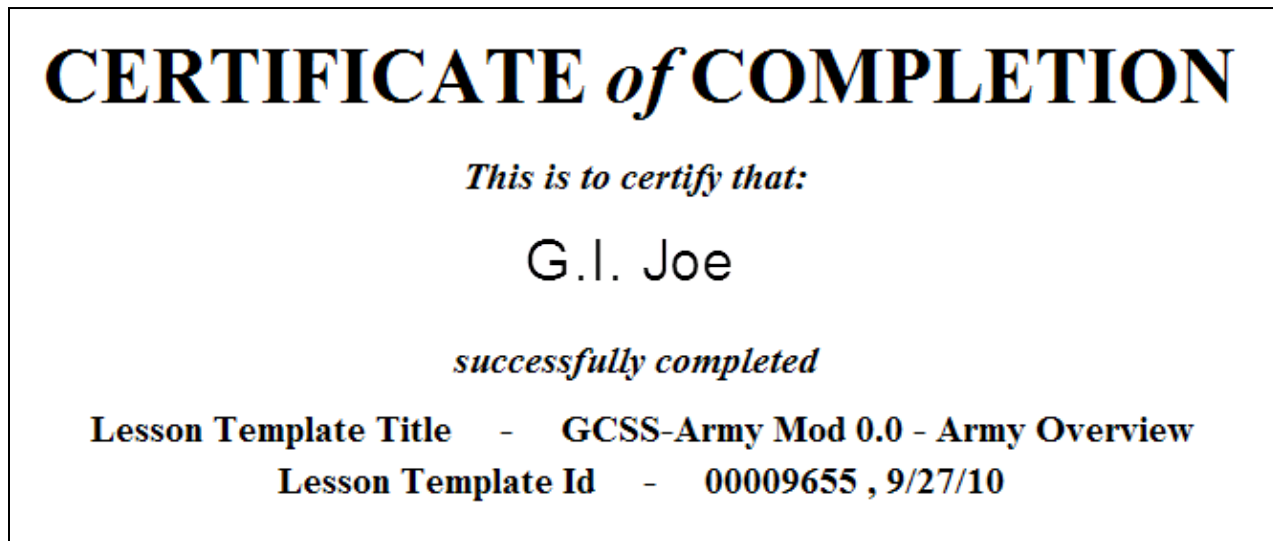 CERTIFICATE of COMPLETION
This is to certify that:
G.I. Joe
successfully completed
Lesson Template Title - GCSS-Army Mod 0.0 - Army Overview
Lesson Template Id - 00009655 , 9/27/10